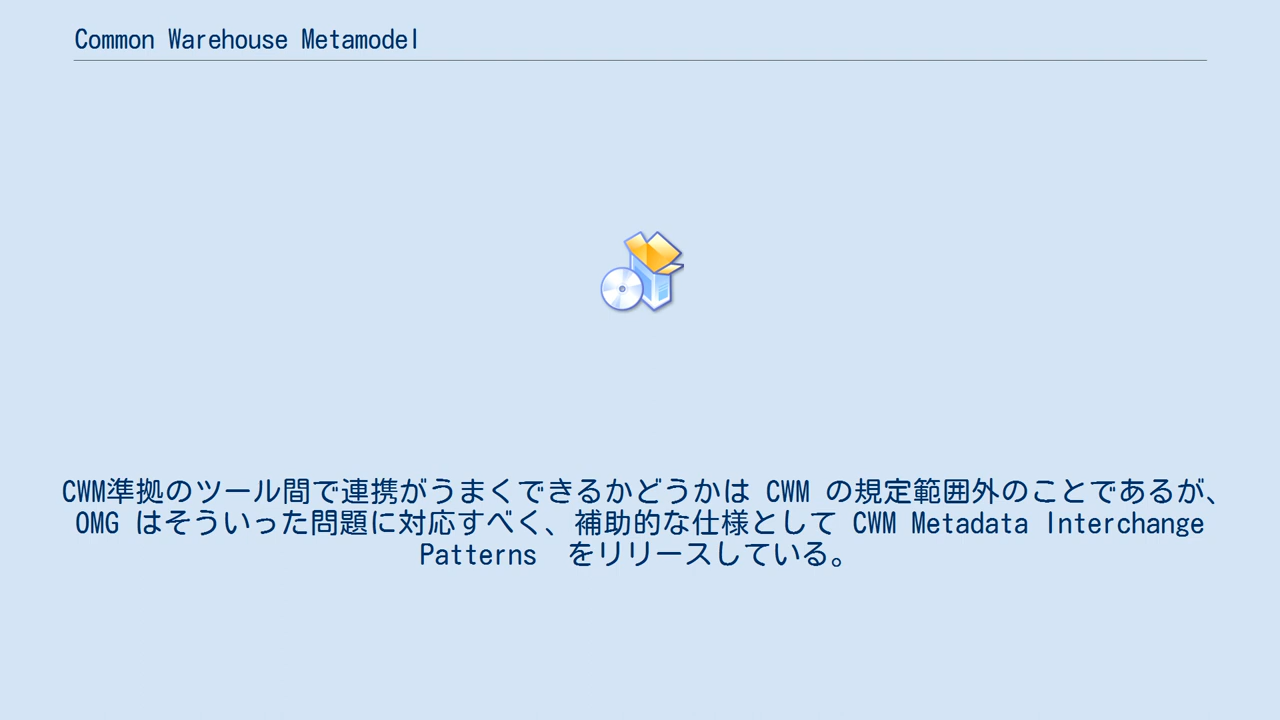 Common Warehouse Metamodel
CWM準拠のツール間で連携がうまくできるかどうかは CWM の規定範囲外のことであるが、
OMG はそういった問題に対応すべく、補助的な仕様として CWM Metadata Interchange
Patterns をリリースしている。